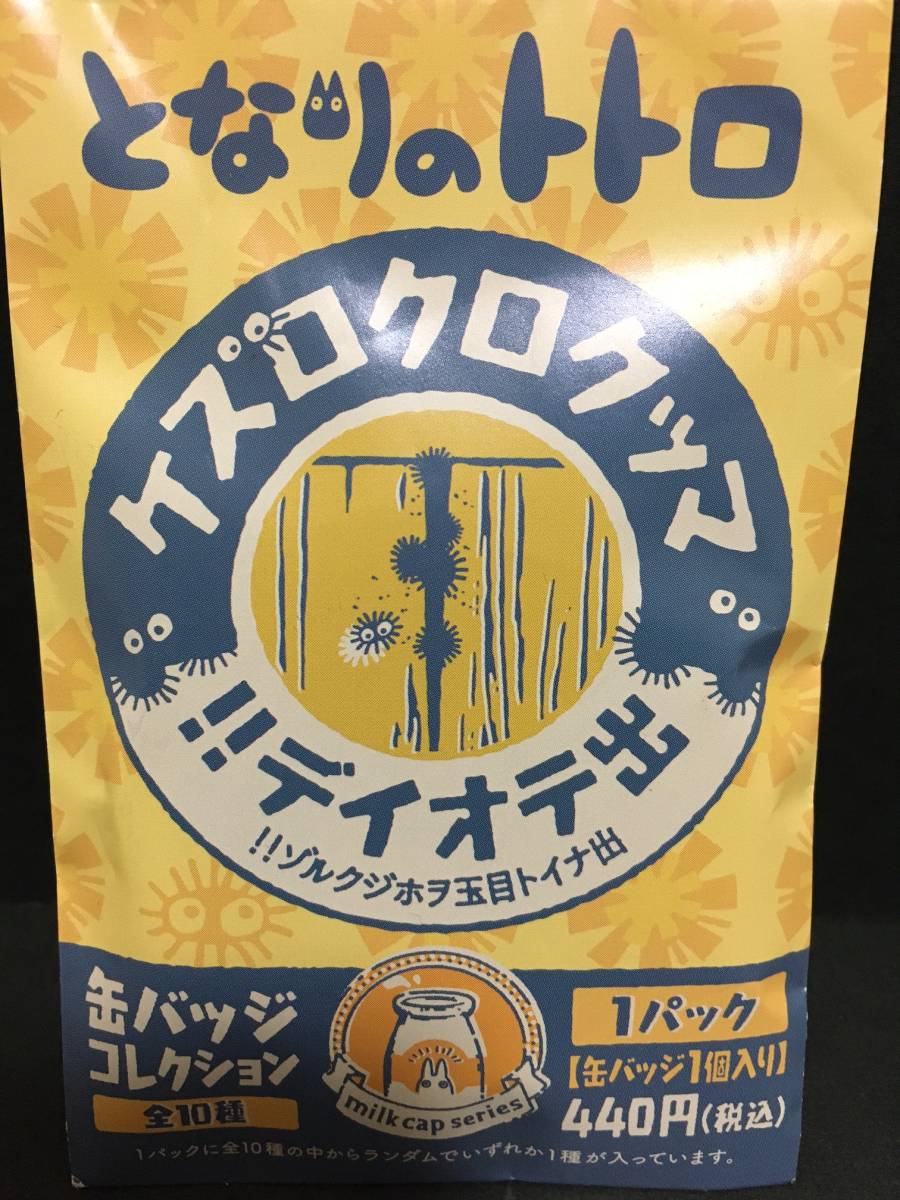 となりのトトロ
マックロクロスケ
出テオイデ!!
出ナイト目玉ヲホジクルゾ!!
缶バッジ
コレクション
全10種
milk cap series
1パック
【缶バッジ1個入り】
440円(税込)
1パックに全10種の中からランダムでいずれか1種が入っています。